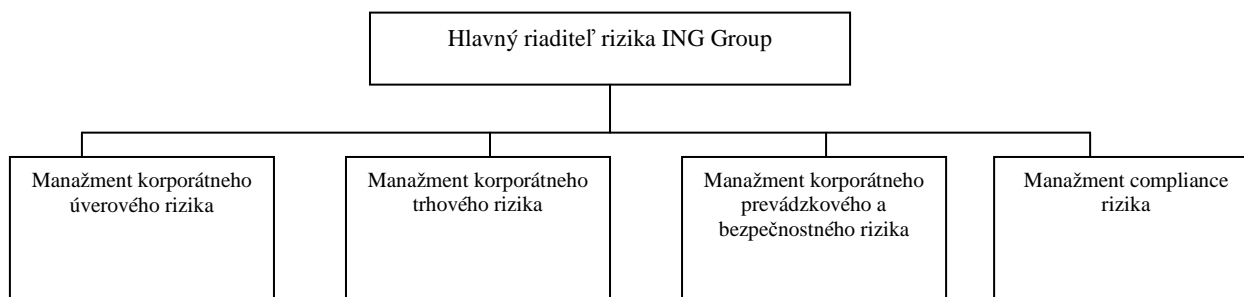 Hlavný riaditeľ rizika ING Group
Manažment korporátneho
úverového rizika
Manažment korporátneho
trhového rizika
Manažment korporátneho
prevádzkového a
bezpečnostného rizika
Manažment compliance
rizika